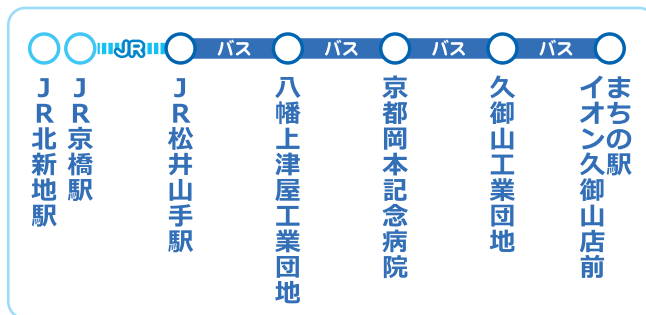 JR
バス
バス
バス
バス
JR北新地駅
JR京橋駅
JR松井山手駅
八幡上津屋工業団地
京都岡本記念病院
久御山工業団地
まちの駅
イオン久御山店前